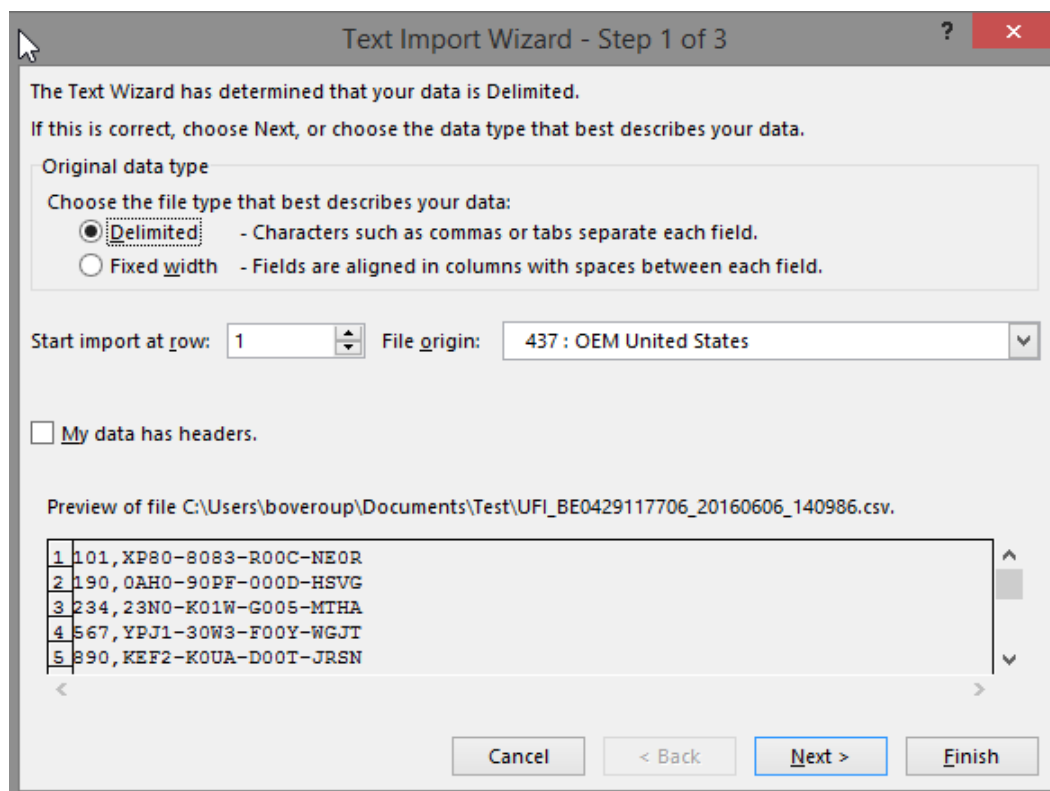 Text Import Wizard - Step 1 of 3
The Text Wizard has determined that your data is Delimited.
If this is correct, choose Next, or choose the data type that best describes your data.
Original data type
Choose the file type that best describes your data:
Delimited - Characters such as commas or tabs separate each field.
Fixed width - Fields are aligned in columns with spaces between each field.
Start import at row: 1 File origin: 437 : OEM United States
My data has headers.
Preview of file C:\Users\boveroup\Documents\Test\UFI_BE0429117706_20160606_140986.csv.
1 101,XP80-8083-R00C-NE0R
2 190,0AH0-90PF-000D-HSVG
3 234,23N0-K01W-G005-MTHA
4 567,YPJ1-30W3-F00Y-WGJT
5 890,KEF2-K0UA-D00T-JRSN
Cancel < Back Next > Finish